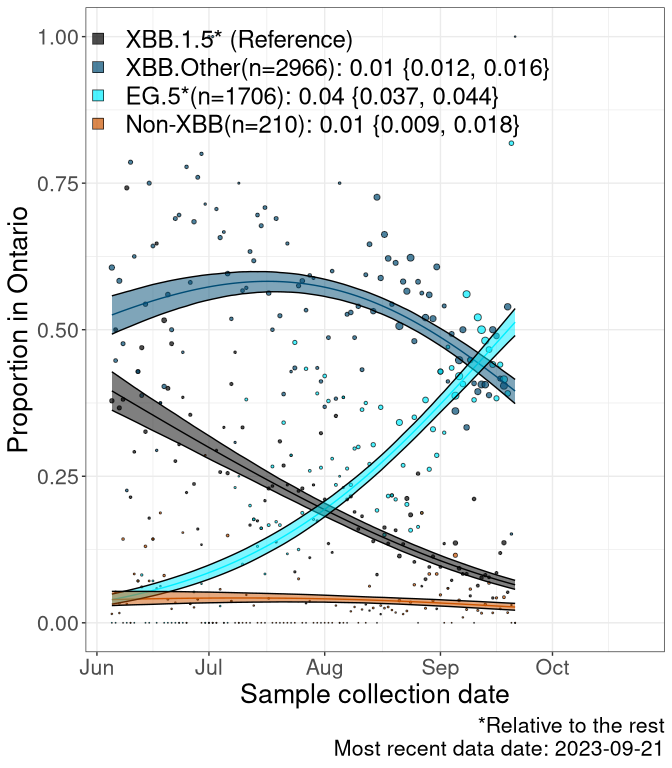 1.00
XBB.1.5* (Reference)
XBB.Other(n=2966): 0.01 {0.012, 0.016}
EG.5*(n=1706): 0.04 {0.037, 0.044}
Non-XBB(n=210): 0.01 {0.009, 0.018}
0.75
0.50
0.25
0.00
Proportion in Ontario
Jun Jul Aug Sep Oct
Sample collection date
*Relative to the rest
Most recent data date: 2023-09-21